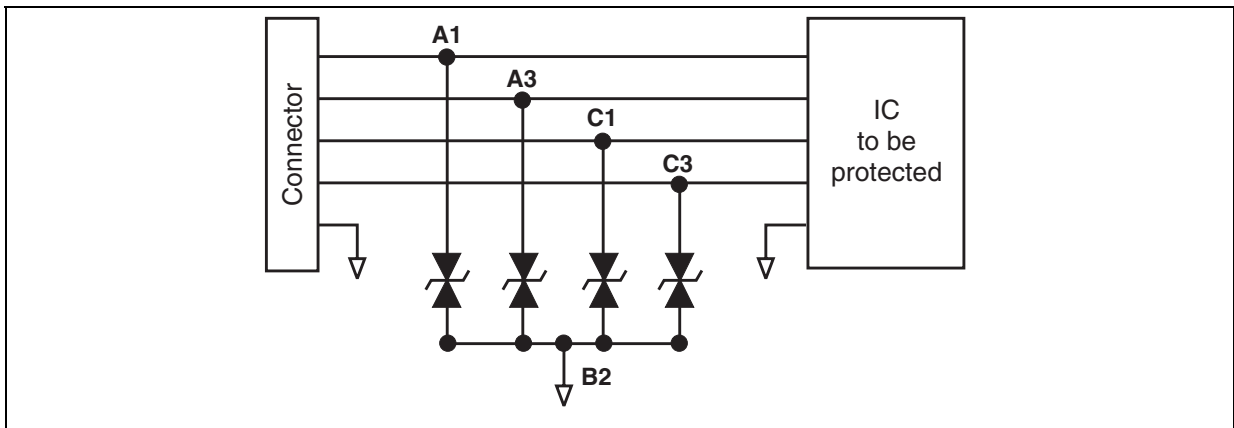 A1
A3
C1
C3
Connector
IC
to be
protected
B2